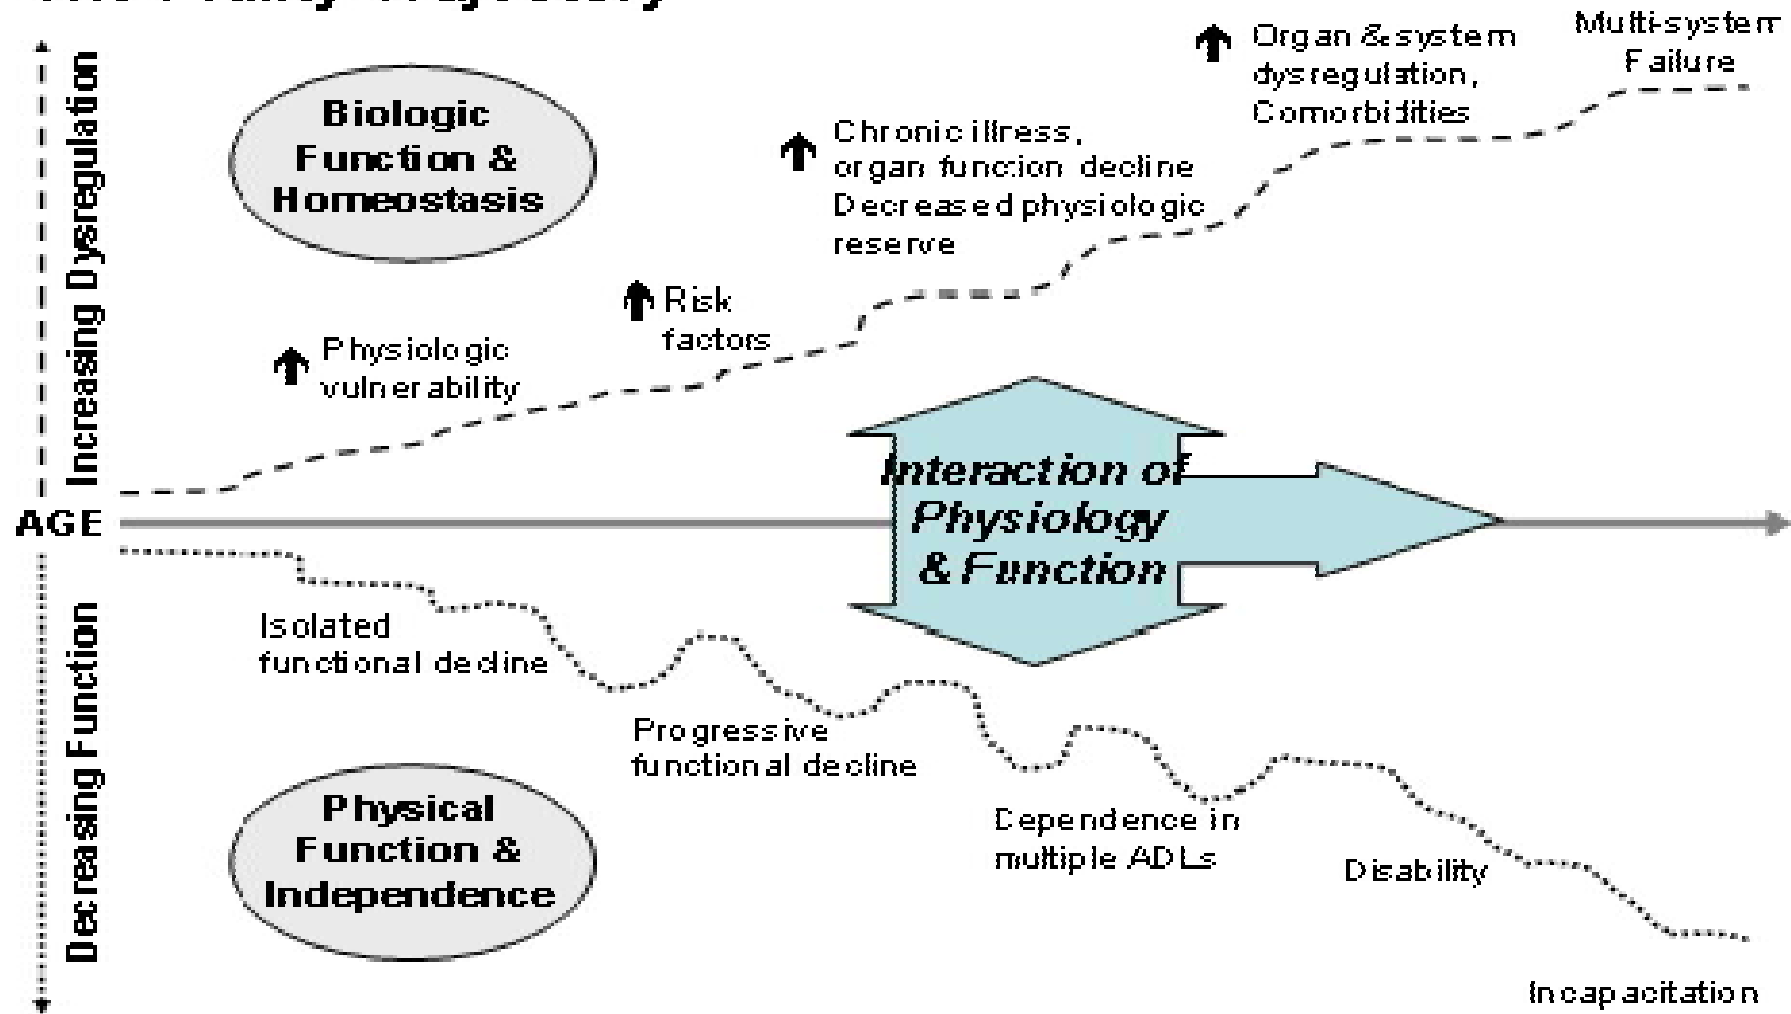 Organ & system
dysregulation,
Comorbidities
Multi-system
Failure
Biologic
Function &
Homeostasis
Chronic illness,
organ function decline
Decreased physiologic
reserve
Increasing Dysregulation
Risk
factors
Physiologic
vulnerability
Interaction of
Physiology
& Function
AGE
Isolated
functional decline
Decreasing Function
Progressive
functional decline
Physical
Function &
Independence
Dependence in
multiple ADLs
Disability
Incapacitation